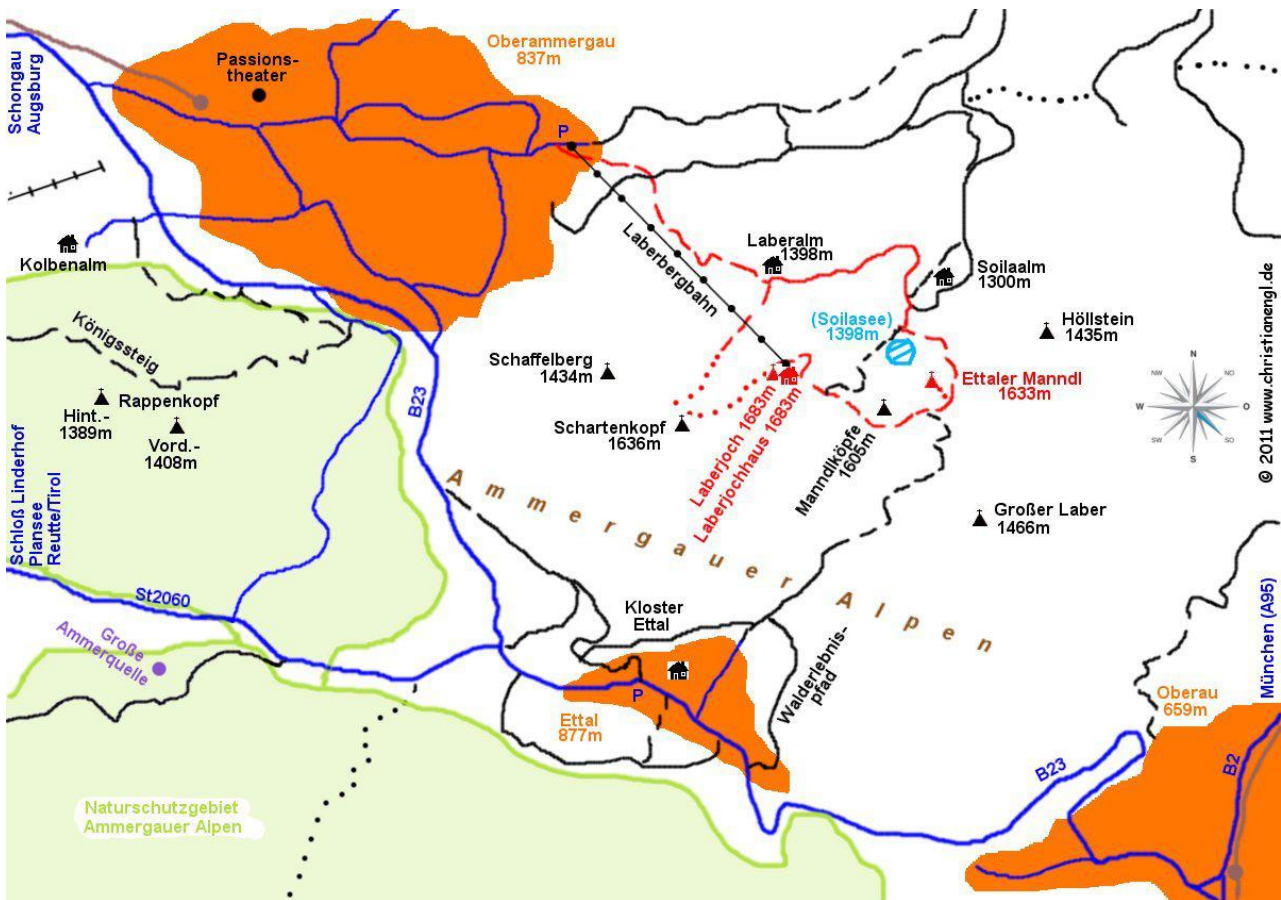 Schongau
Augsburg
Passions-
theater
Oberammergau
837m
P
Kolbenalm
Laberbergbahn
Laberalm
1398m
Soilaalm
1300m
(Soilasee)
1398m
Höllstein
1435m
© 2011 www.christianengl.de
Königssteig
Schaffelberg
1434m
Ettaler Manndl
1633m
N
NO
O
SO
S
SW
W
NW
B23
Rappenkopf
Hint.-
1389m
Vord.-
1408m
Schartenkopf
1636m
Laberjoch 1683m
Laberjochhaus 1683m
Manndlköpfe
1605m
Großer Laber
1466m
Schloß Linderhof
Plansee
Reutte/Tirol
Ammergauer Alpen
St2060
Große
Ammerquelle
Kloster
Ettal
Walderlebnis-
pfad
P
Ettal
877m
Oberau
659m
München (A95)
B23
B2
Naturschutzgebiet
Ammergauer Alpen